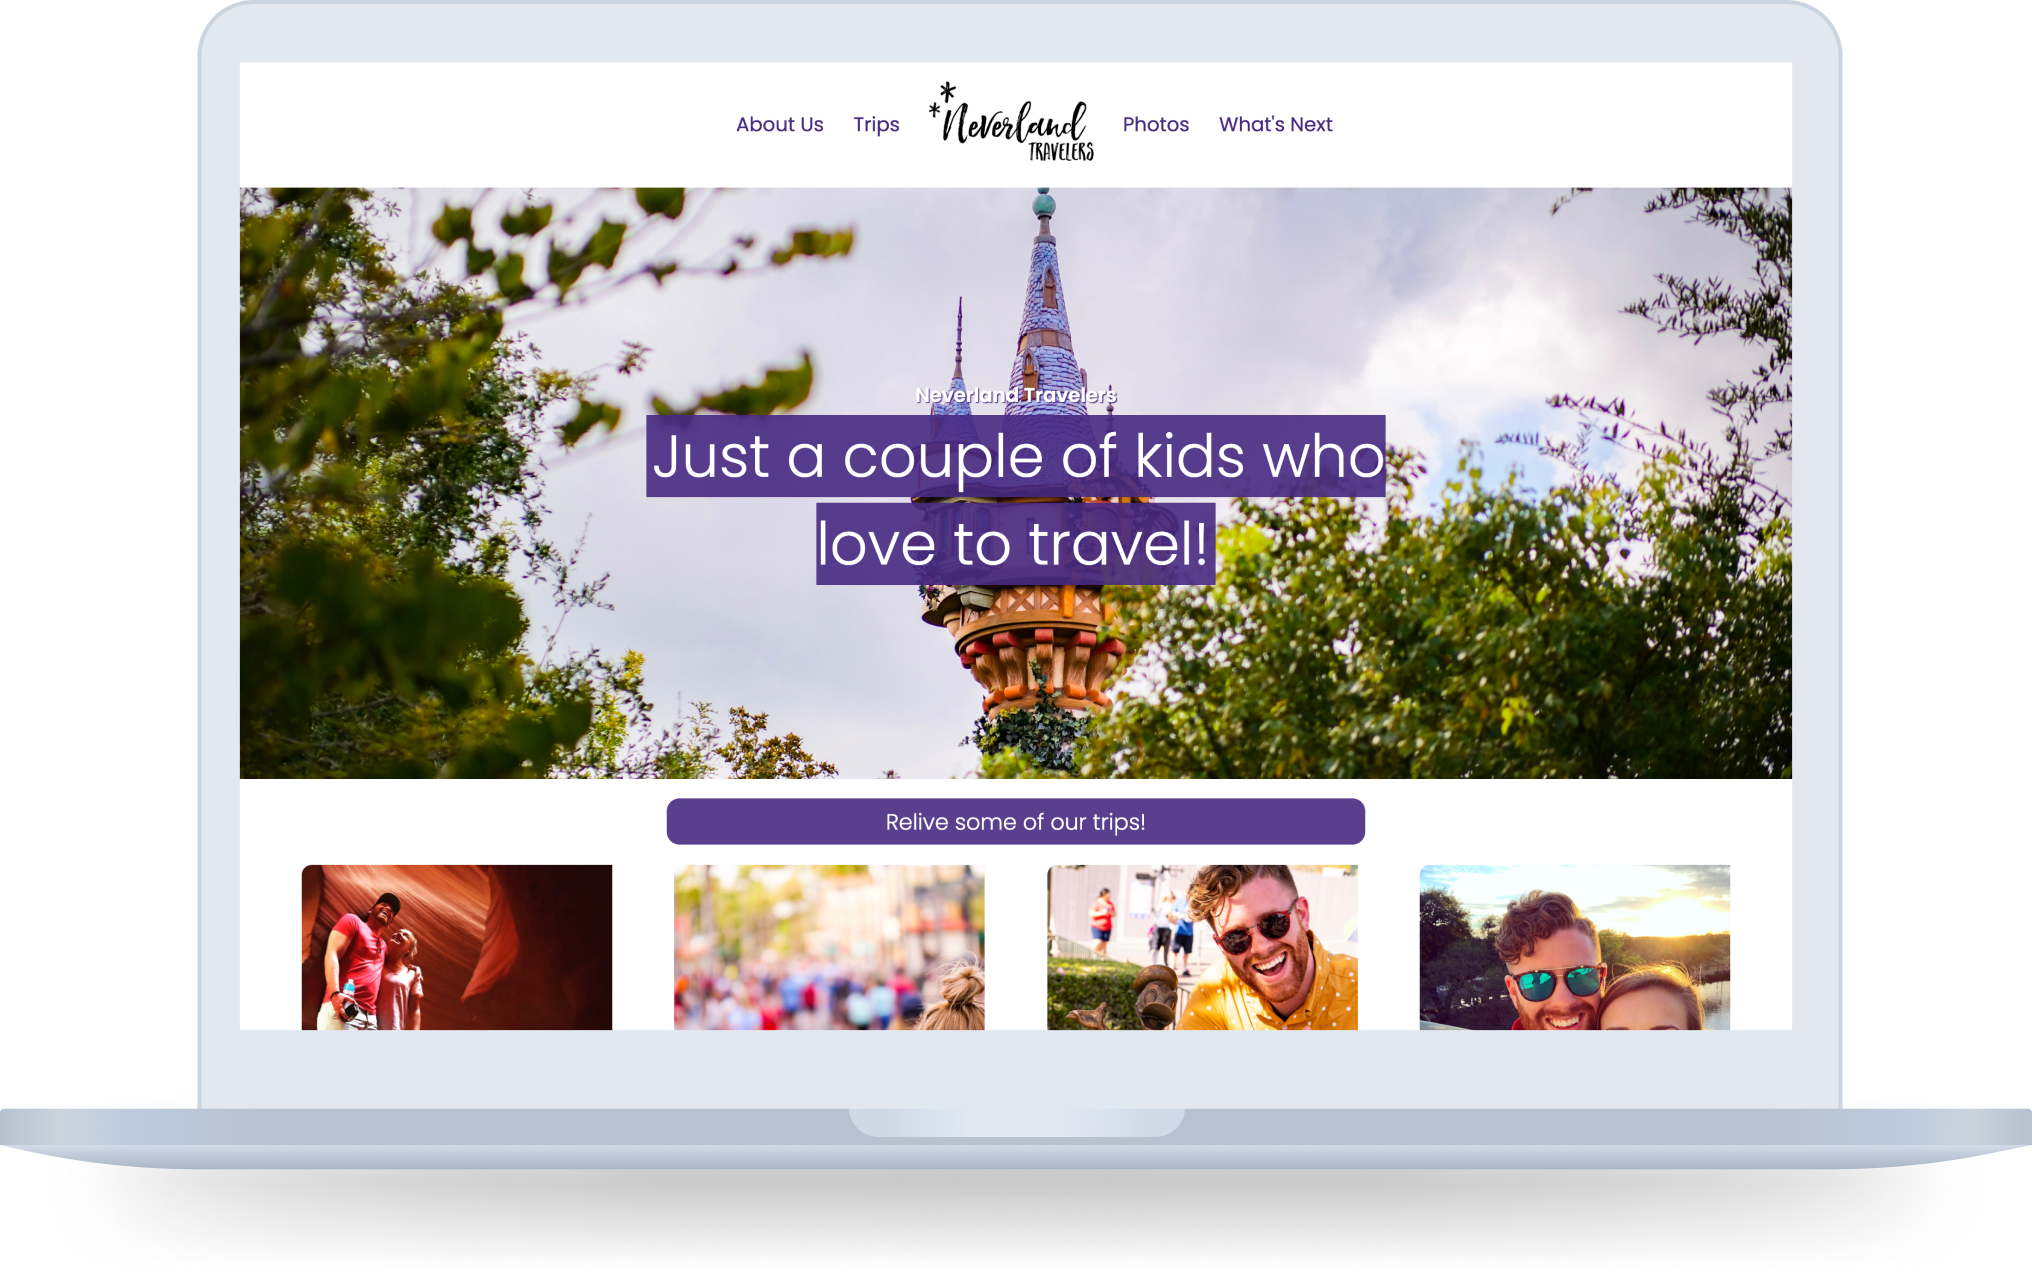 About Us Trips Neverland Photos What's Next
TRAVELERS
Neverland Travelers
Just a couple of kids who
love to travel!
Relive some of our trips!